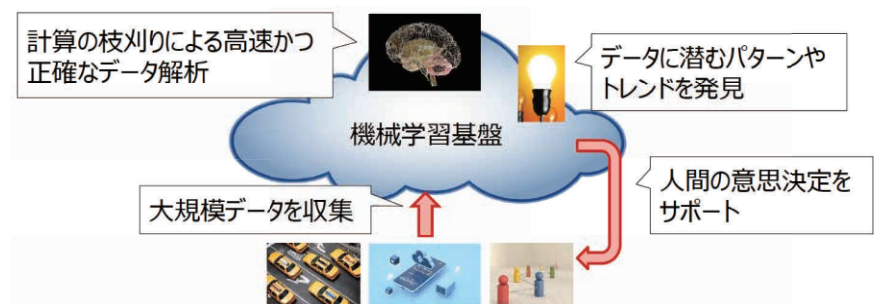 計算の枝刈りによる高速かつ
正確なデータ解析
データに潜むパターンや
トレンドを発見
機械学習基盤
大規模データを収集
人間の意思決定を
サポート